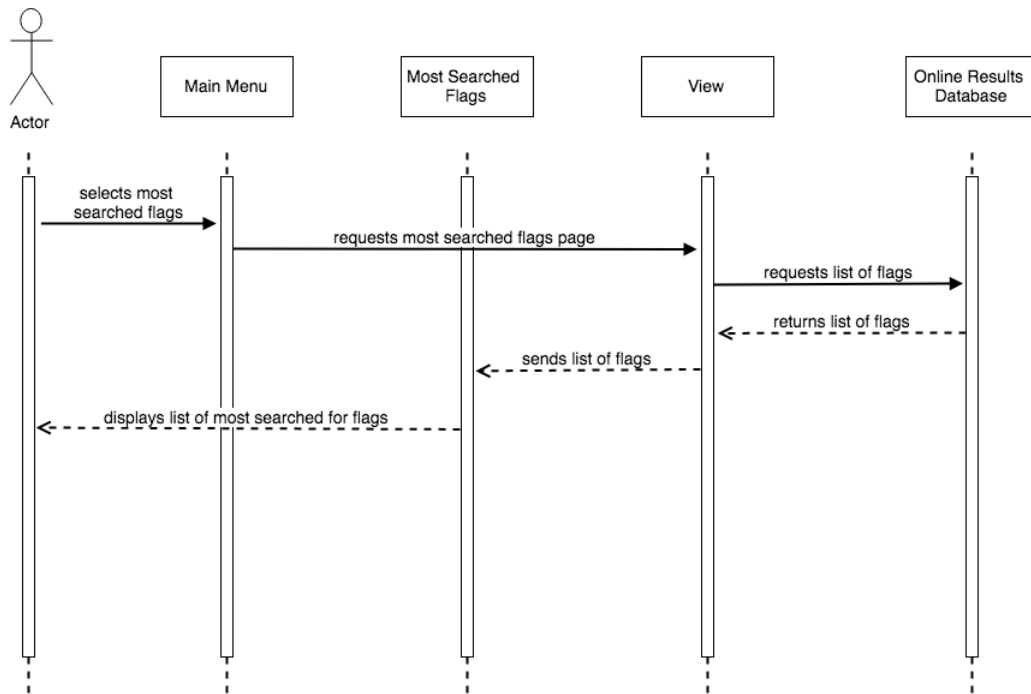 Actor
Main Menu
Most Searched
Flags
View
Online Results
Database
selects most
searched flags
requests most searched flags page
requests list of flags
returns list of flags
sends list of flags
displays list of most searched for flags